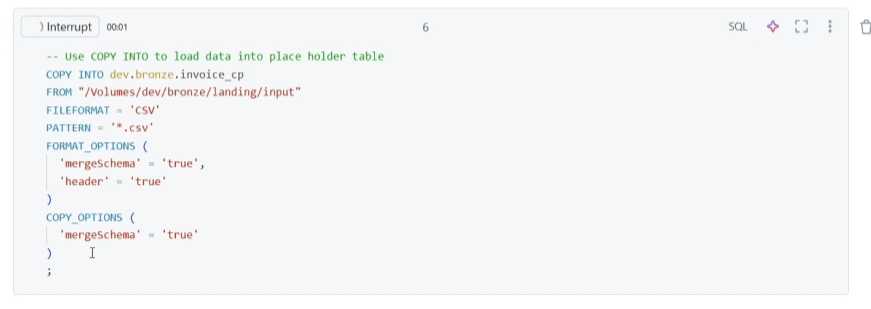 Interrupt 00:01 6 SQL
-- Use COPY INTO to load data into place holder table
COPY INTO dev.bronze.invoice_cp
FROM "/Volumes/dev/bronze/landing/input"
FILEFORMAT = 'CSV'
PATTERN = '*.csv'
FORMAT_OPTIONS (
'mergeSchema' = 'true',
'header' = 'true'
)
COPY_OPTIONS (
'mergeSchema' = 'true'
)
;